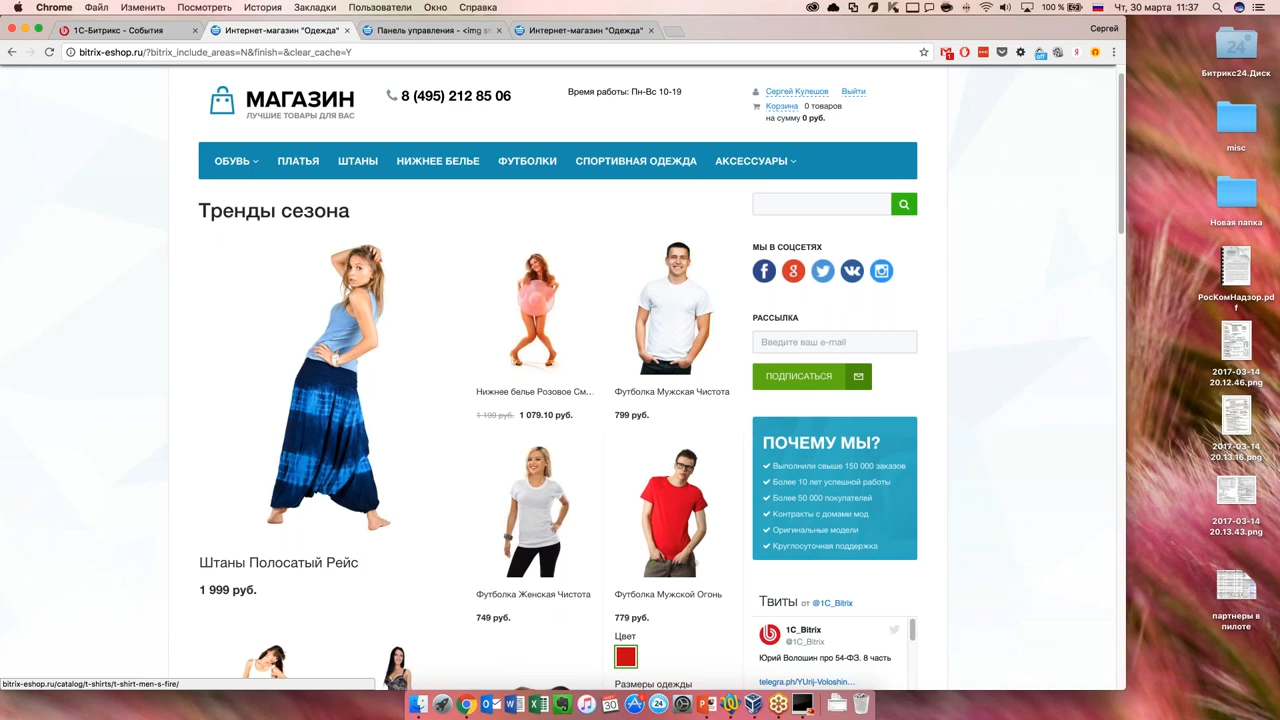 Chrome Файл Изменить Посмотреть История Закладки Пользователи Окно Справка
100 % Чт, 30 марта 11:37
1С-Битрикс - События
Интернет-магазин "Одежда"
Панель управления - <img s
Интернет-магазин "Одежда"
Сергей
bitrix-eshop.ru/?bitrix_include_areas=N&finish=&clear_cache=Y
МАГАЗИН
ЛУЧШИЕ ТОВАРЫ ДЛЯ ВАС
8 (495) 212 85 06
Время работы: Пн-Вс 10-19
Сергей Кулешов Выйти
Корзина 0 товаров
на сумму 0 руб.
ОБУВЬ ПЛАТЬЯ ШТАНЫ НИЖНЕЕ БЕЛЬЕ ФУТБОЛКИ СПОРТИВНАЯ ОДЕЖДА АКСЕССУАРЫ
Тренды сезона
Штаны Полосатый Рейс
1 999 руб.
Нижнее белье Розовое См...
1 199 руб. 1 079.10 руб.
Футболка Мужская Чистота
799 руб.
Футболка Женская Чистота
749 руб.
Футболка Мужской Огонь
779 руб.
Цвет
Размеры одежды
МЫ В СОЦСЕТЯХ
РАССЫЛКА
Введите ваш e-mail
ПОДПИСАТЬСЯ
ПОЧЕМУ МЫ?
Выполнили свыше 150 000 заказов
Более 10 лет успешной работы
Более 50 000 покупателей
Контракты с домами мод
Оригинальные модели
Круглосуточная поддержка
Твиты от @1C_Bitrix
1C_Bitrix
@1C_Bitrix
Юрий Волошин про 54-ФЗ. 8 часть
telegra.ph/YUrij-Voloshin…
bitrix-eshop.ru/catalog/t-shirts/t-shirt-men-s-fire/
24
Битрикс24.Диск
misc
Новая папка
РосКомНадзор.pd
f
2017-03-14
20.12.46.png
2017-03-14
20.13.16.png
2017-03-14
20.13.43.png
партнеры в
пилоте
30
24